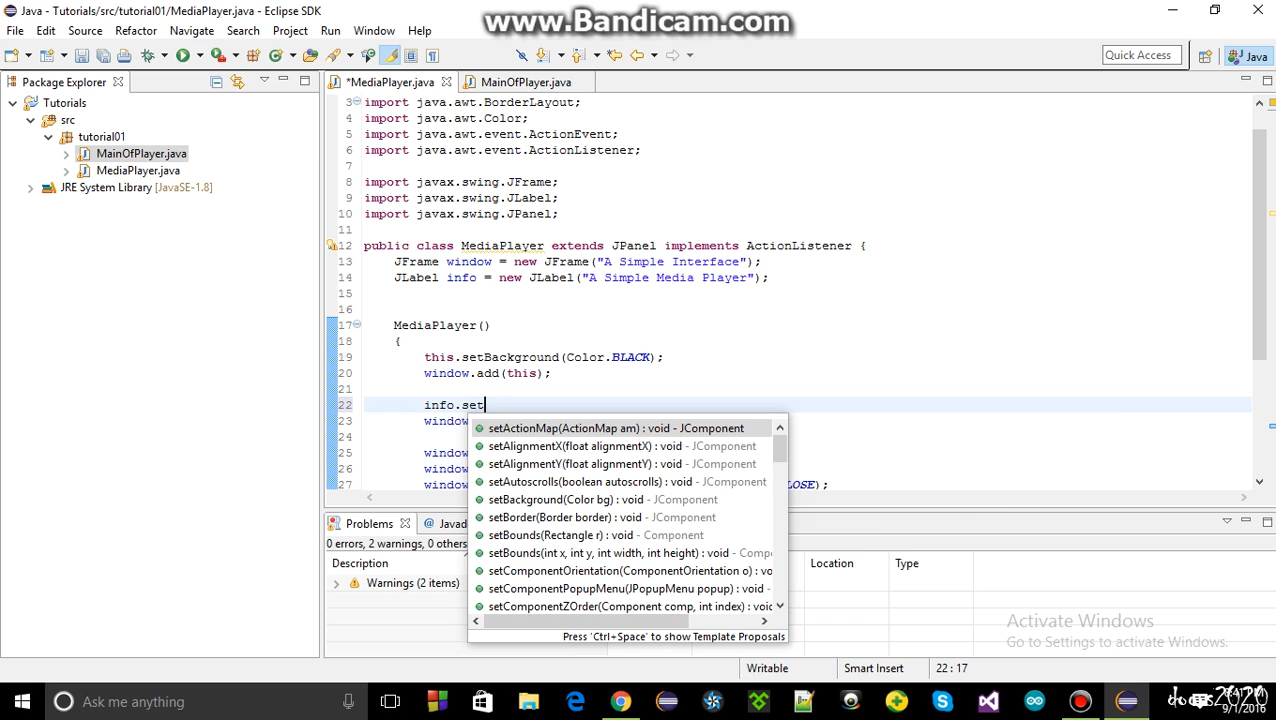 Java - Tutorials/src/tutorial01/MediaPlayer.java - Eclipse SDK
www.Bandicam.com
File Edit Source Refactor Navigate Search Project Run Window Help
Quick Access
Java
Package Explorer
Tutorials
src
tutorial01
MainOfPlayer.java
MediaPlayer.java
JRE System Library [JavaSE-1.8]
*MediaPlayer.java
MainOfPlayer.java
3 import java.awt.BorderLayout;
4 import java.awt.Color;
5 import java.awt.event.ActionEvent;
6 import java.awt.event.ActionListener;
7
8 import javax.swing.JFrame;
9 import javax.swing.JLabel;
10 import javax.swing.JPanel;
11
12 public class MediaPlayer extends JPanel implements ActionListener {
13 JFrame window = new JFrame("A Simple Interface");
14 JLabel info = new JLabel("A Simple Media Player");
15
16
17 MediaPlayer()
18 {
19 this.setBackground(Color.BLACK);
20 window.add(this);
21
22 info.set
23 window
24
25 window
26 window
27 window LOSE);
setActionMap(ActionMap am) : void - JComponent
setAlignmentX(float alignmentX) : void - JComponent
setAlignmentY(float alignmentY) : void - JComponent
setAutoscrolls(boolean autoscrolls) : void - JComponent
setBackground(Color bg) : void - JComponent
setBorder(Border border) : void - JComponent
setBounds(Rectangle r) : void - Component
setBounds(int x, int y, int width, int height) : void - Compo
setComponentOrientation(ComponentOrientation o) : vo
setComponentPopupMenu(JPopupMenu popup) : void -
setComponentZOrder(Component comp, int index) : void
Press 'Ctrl+Space' to show Template Proposals
Problems
@ Javad
0 errors, 2 warnings, 0 others
Description
Location
Type
Warnings (2 items)
Activate Windows
Go to Settings to activate Windows.
Writable
Smart Insert
22 : 17
Ask me anything
9/1/2016